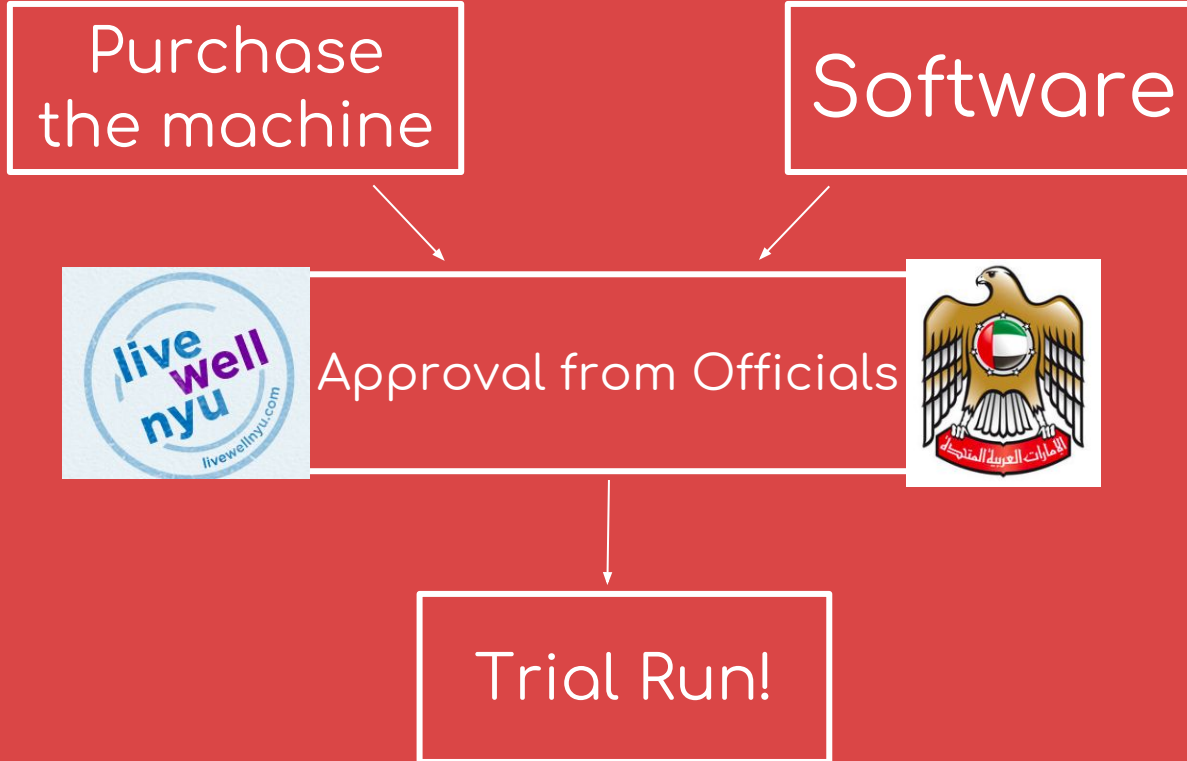 Purchase
the machine
Software
live
well
nyu
livewellnyu.com
Approval from Officials
الإمارات العربية المتحدة
Trial Run!